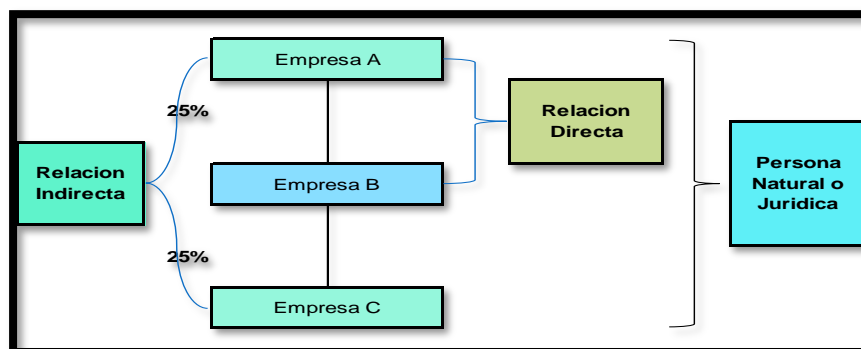 Empresa A
25%
Relacion
Directa
Relacion
Indirecta
Empresa B
Persona
Natural o
Juridica
25%
Empresa C